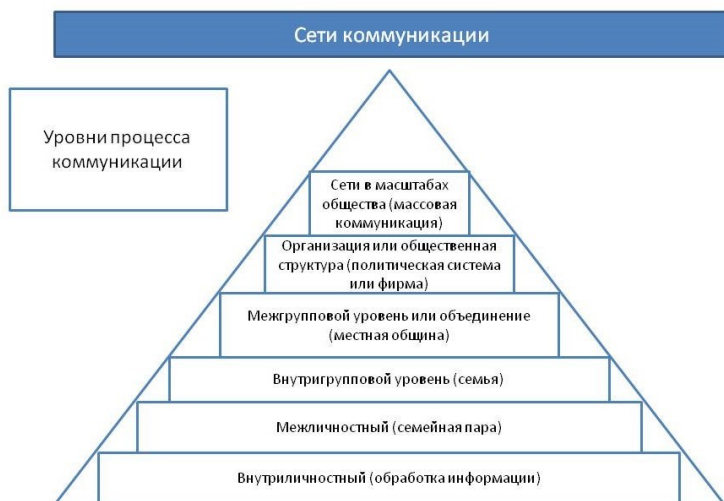 Сети коммуникации
Уровни процесса
коммуникации
Сети в масштабах
общества (массовая
коммуникация)
Организация или общественная
структура (политическая система
или фирма)
Межгрупповой уровень или объединение
(местная община)
Внутригрупповой уровень (семья)
Межличностный (семейная пара)
Внутриличностный (обработка информации)